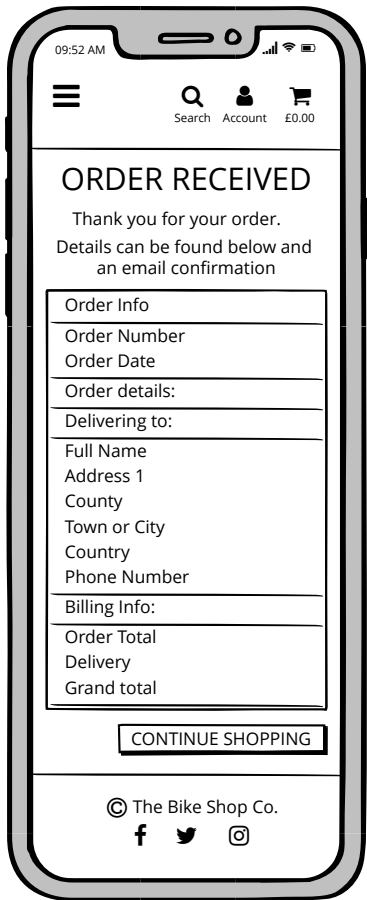 09:52 AM
Search Account £0.00
ORDER RECEIVED
Thank you for your order.
Details can be found below and
an email confirmation
Order Info
Order Number
Order Date
Order details:
Delivering to:
Full Name
Address 1
County
Town or City
Country
Phone Number
Billing Info:
Order Total
Delivery
Grand total
CONTINUE SHOPPING
© The Bike Shop Co.